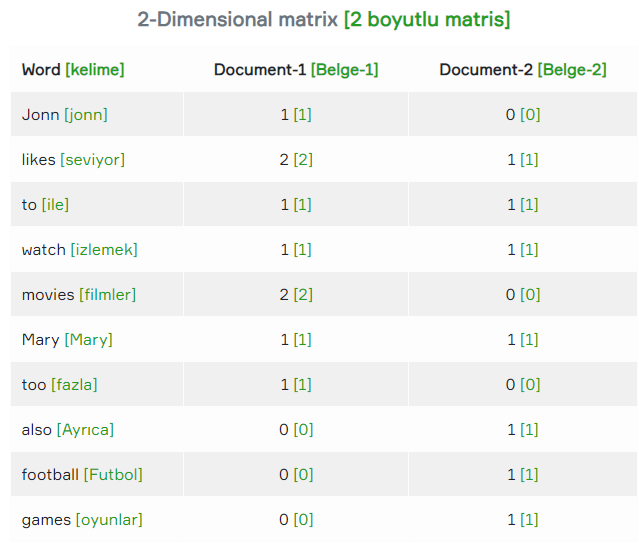 2-Dimensional matrix [2 boyutlu matris]
Word [kelime] Document-1 [Belge-1] Document-2 [Belge-2]
Jonn [jonn] 1 [1] 0 [0]
likes [seviyor] 2 [2] 1 [1]
to [ile] 1 [1] 1 [1]
watch [izlemek] 1 [1] 1 [1]
movies [filmler] 2 [2] 0 [0]
Mary [Mary] 1 [1] 1 [1]
too [fazla] 1 [1] 0 [0]
also [Ayrıca] 0 [0] 1 [1]
football [Futbol] 0 [0] 1 [1]
games [oyunlar] 0 [0] 1 [1]